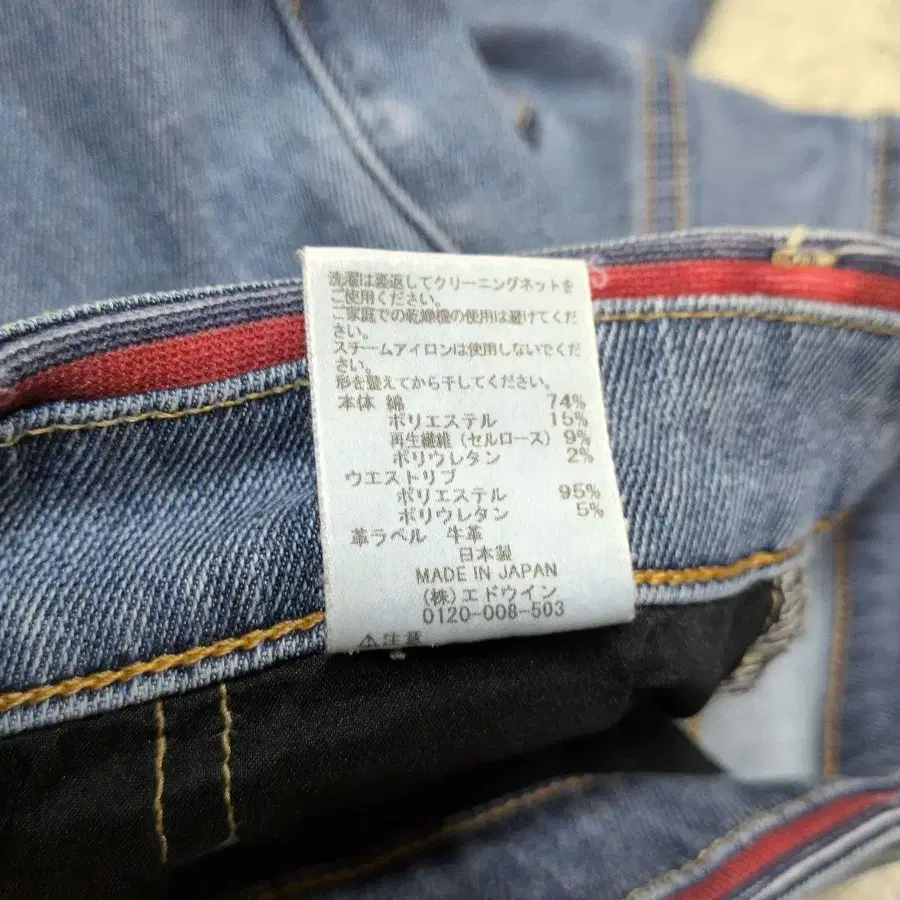 洗濯は裏返してクリーニングネットを
ご使用ください。
ご家庭での乾燥機の使用は避けてくだ
さい。
スチームアイロンは使用しないでくだ
さい。
形を整えてから干してください。
本体 綿 74%
ポリエステル 15%
再生繊維(セルロース) 9%
ポリウレタン 2%
ウエストリブ
ポリエステル 95%
ポリウレタン 5%
革ラベル 牛革
日本製
MADE IN JAPAN
(株)エドウイン
0120-008-503
⚠注意